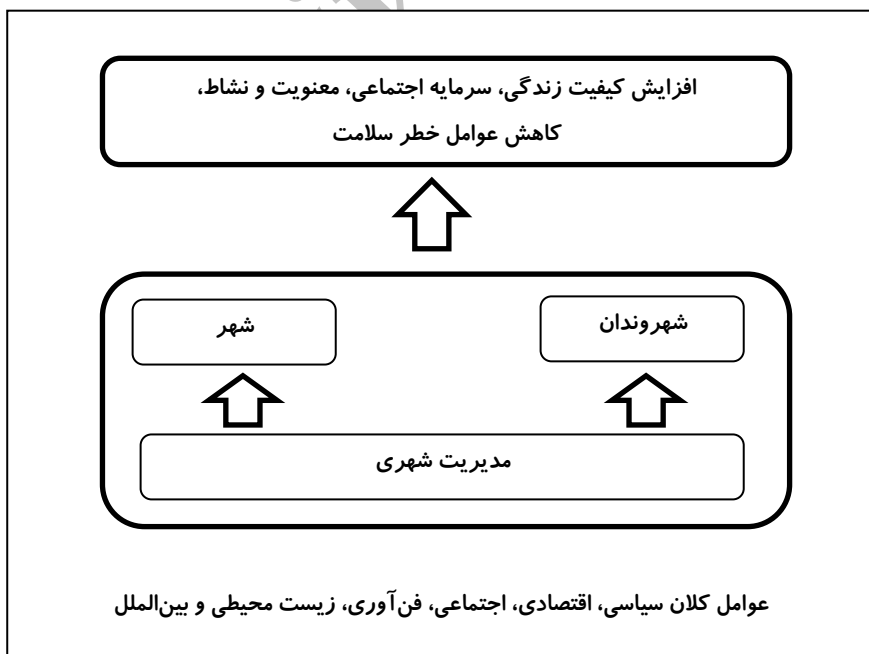 افزایش کیفیت زندگی، سرمایه اجتماعی، معنویت و نشاط،
کاهش عوامل خطر سلامت
شهروندان
شهر
مدیریت شهری
عوامل کلان سیاسی، اقتصادی، اجتماعی، فن‌آوری، زیست محیطی و بین‌الملل